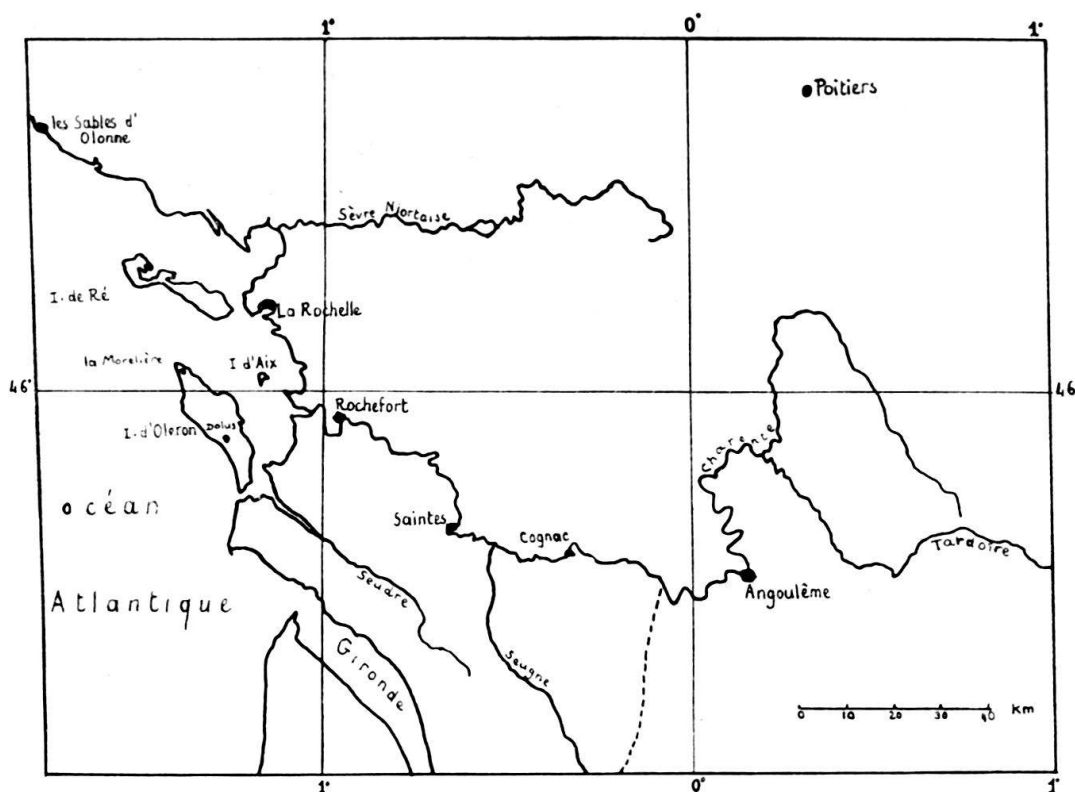 1°
0°
1°
Poitiers
les Sables d'
Olonne
Sèvre Niortaise
I. de Ré
La Rochelle
la Morelière
I d'Aix
46°
46
Rochefort
I. d'Oleron
Dolus
Charente
océan
Saintes
Cognac
Tardoire
Angoulême
Atlantique
Seudre
Gironde
Seugne
0 10 20 30 40 km
1°
0°
1°